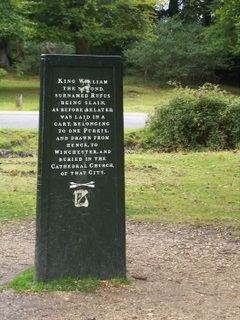 KING WILLIAM
THE SECOND,
SURNAMED RUFUS
BEING SLAIN,
AS BEFORE RELATED,
WAS LAID IN A
CART, BELONGING
TO ONE PURKIS,
AND DRAWN FROM
HENCE, TO
WINCHESTER, AND
BURIED IN THE
CATHEDRAL CHURCH,
OF THAT CITY.